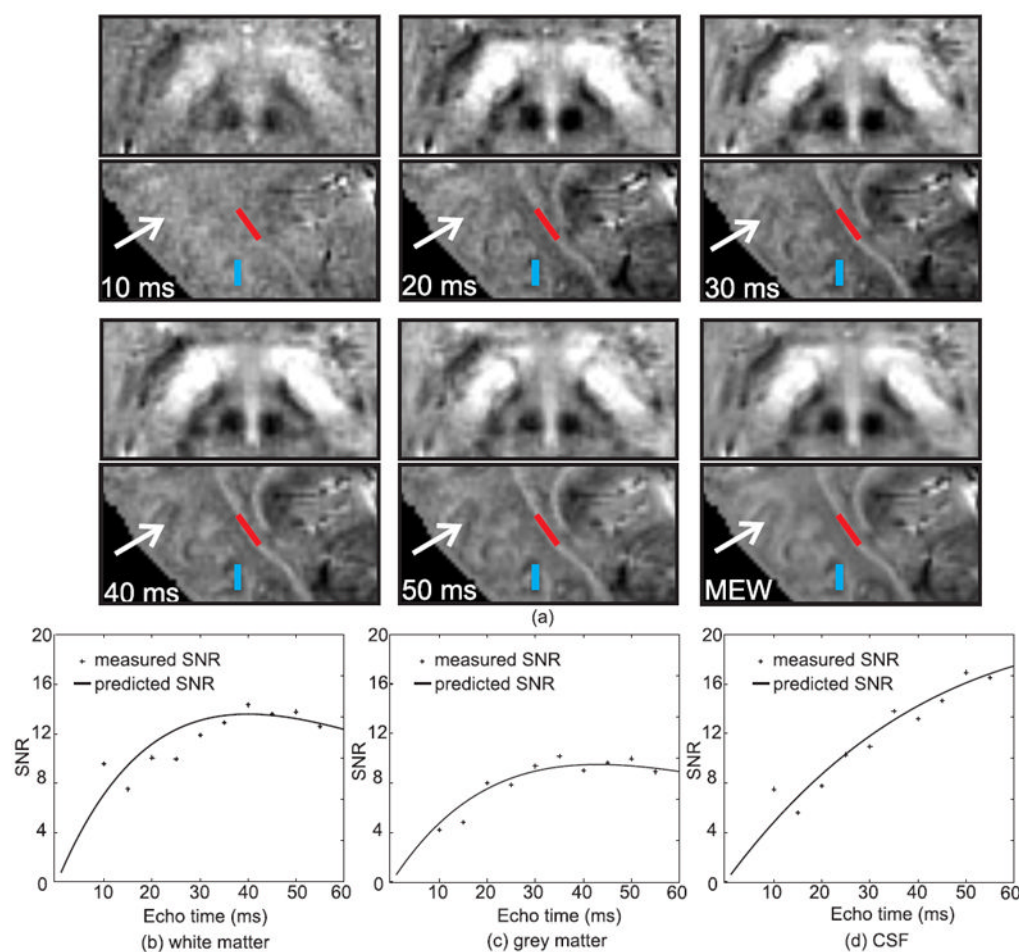 10 ms
20 ms
30 ms
40 ms
50 ms
MEW
(a)
20
16
12
8
4
0
SNR
+ measured SNR
predicted SNR
10 20 30 40 50 60
Echo time (ms)
(b) white matter
20
16
12
8
4
0
SNR
+ measured SNR
predicted SNR
10 20 30 40 50 60
Echo time (ms)
(c) grey matter
20
16
12
8
4
0
SNR
+ measured SNR
predicted SNR
10 20 30 40 50 60
Echo time (ms)
(d) CSF